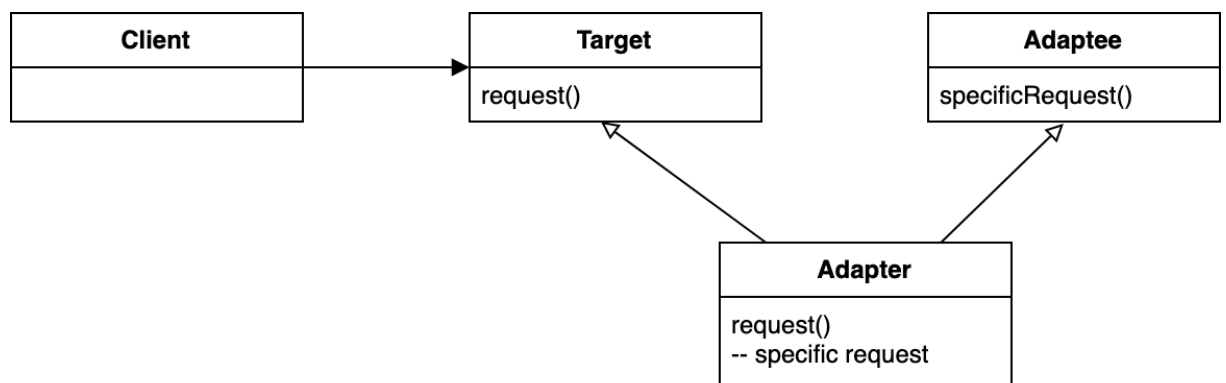 Client
Target
request()
Adaptee
specificRequest()
Adapter
request()
-- specific request